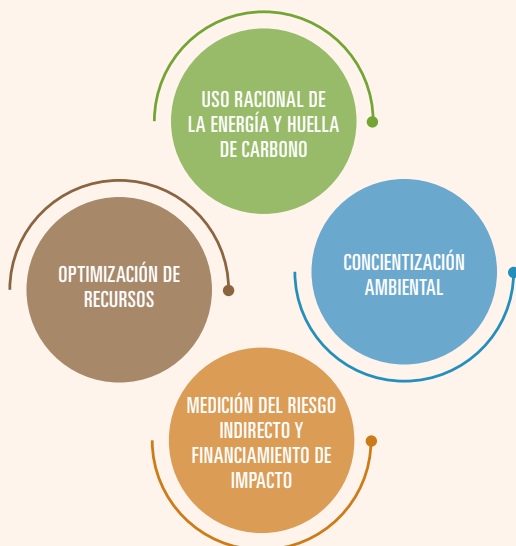 USO RACIONAL DE
LA ENERGÍA Y HUELLA
DE CARBONO
CONCIENTIZACIÓN
AMBIENTAL
OPTIMIZACIÓN DE
RECURSOS
MEDICIÓN DEL RIESGO
INDIRECTO Y
FINANCIAMIENTO DE
IMPACTO